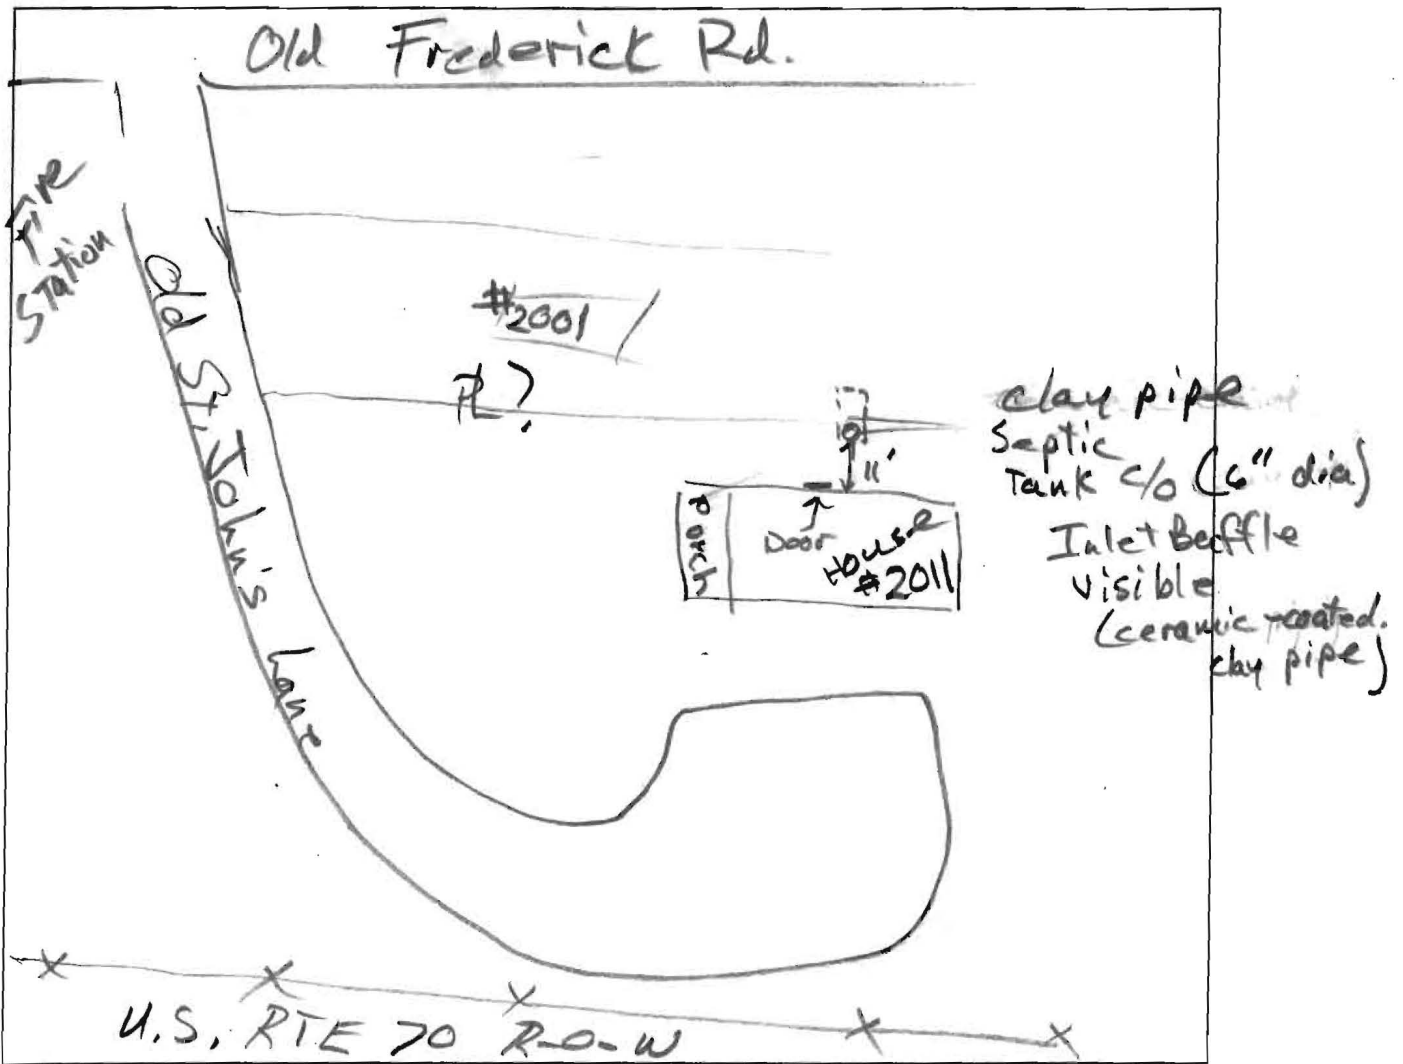 Old Frederick Rd.
Fire
Station
Old St. John's Lane
#2001
PL?
clay pipe
Septic
Tank c/o (6" dia)
11'
Inlet Baffle
visible
(ceramic-coated.
clay pipe)
Porch
Door
House
#2011
U.S. RTE 70 R-O-W